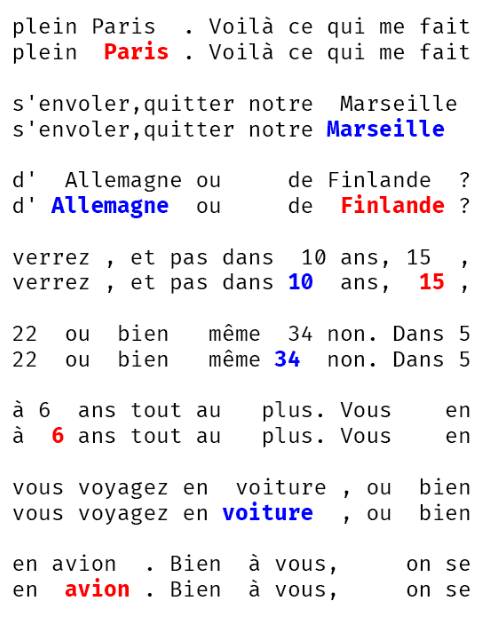 plein Paris  . Voilà ce qui me fait
plein  Paris . Voilà ce qui me fait
s'envoler,quitter notre  Marseille
s'envoler,quitter notre Marseille
d'  Allemagne ou     de Finlande  ?
d' Allemagne  ou     de  Finlande ?
verrez , et pas dans  10 ans, 15  ,
verrez , et pas dans 10  ans,  15 ,
22  ou  bien   même  34 non. Dans 5
22  ou  bien   même 34  non. Dans 5
à 6  ans tout au   plus. Vous    en
à  6 ans tout au   plus. Vous    en
vous voyagez en  voiture , ou  bien
vous voyagez en voiture  , ou  bien
en avion  . Bien  à vous,     on se
en  avion . Bien  à vous,     on se